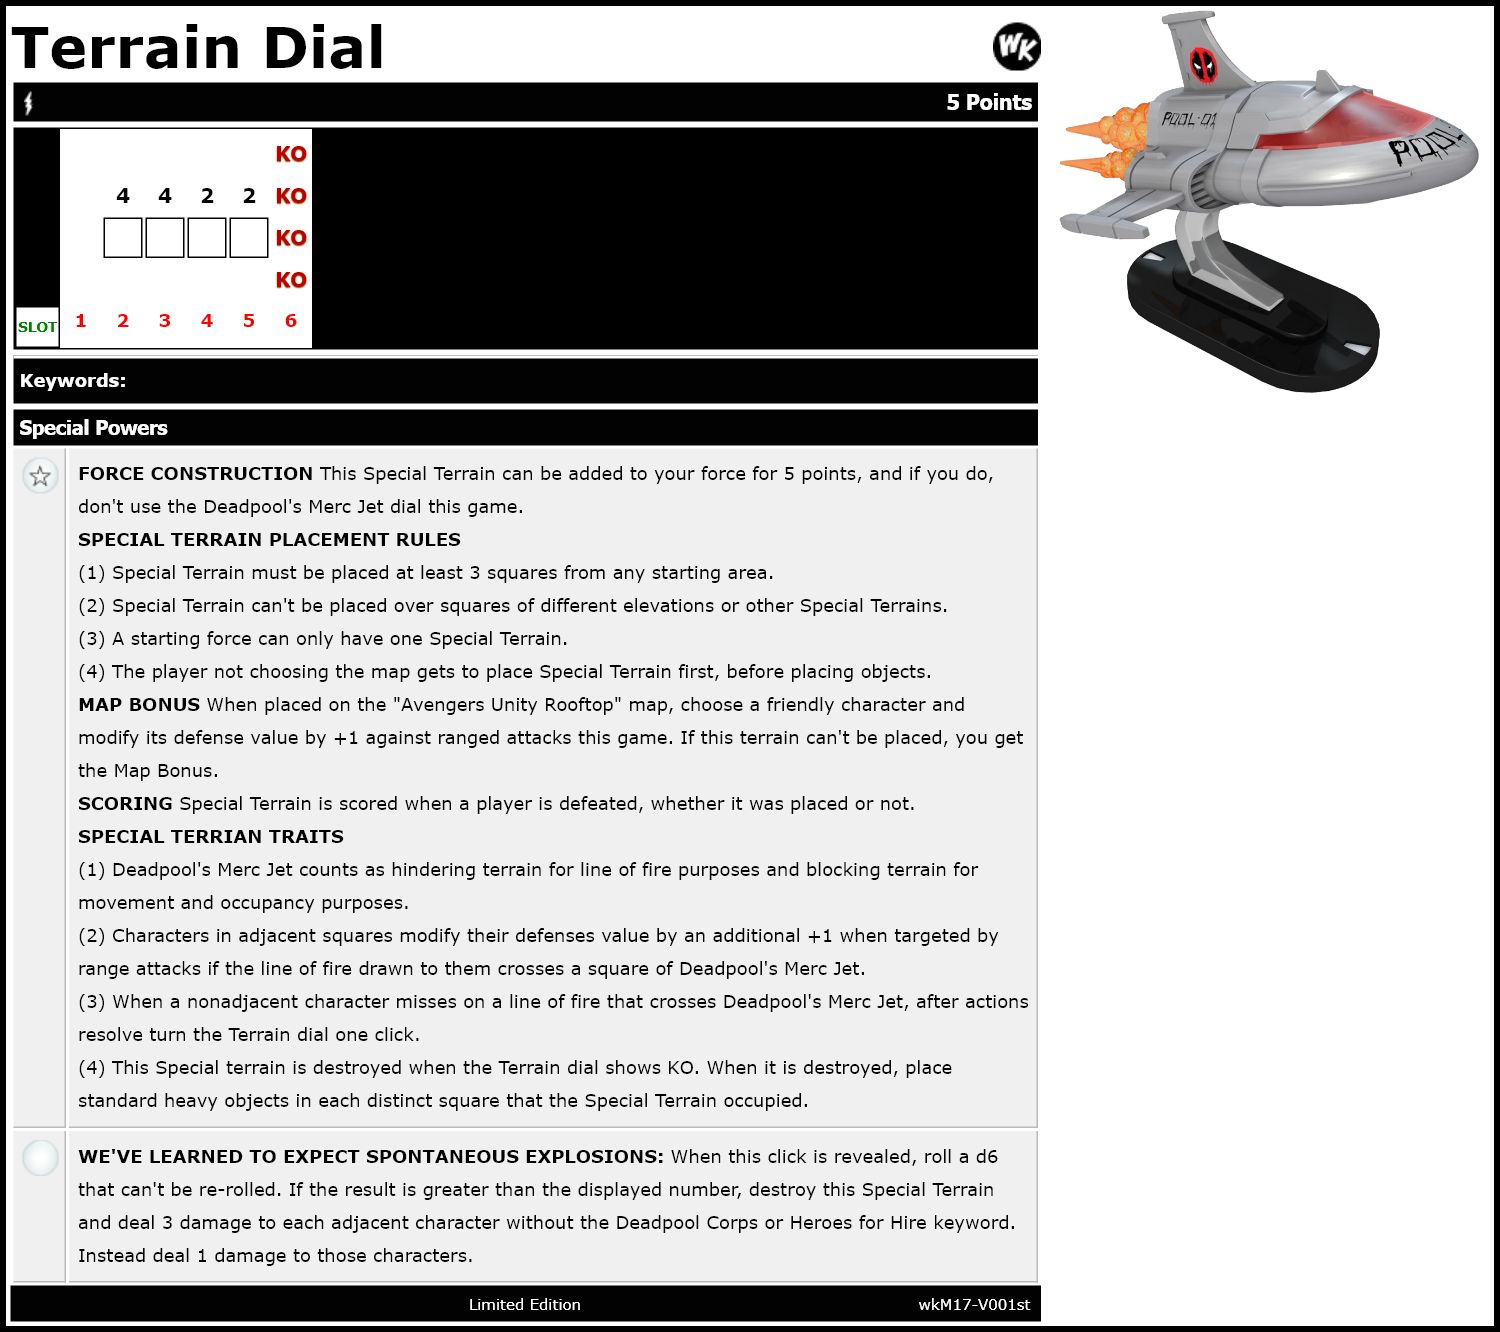 Terrain Dial
WK
5 Points
KO
4 4 2 2 KO
KO
KO
SLOT 1 2 3 4 5 6
POOL-01
POOL
Keywords:
Special Powers
FORCE CONSTRUCTION This Special Terrain can be added to your force for 5 points, and if you do,
don't use the Deadpool's Merc Jet dial this game.
SPECIAL TERRAIN PLACEMENT RULES
(1) Special Terrain must be placed at least 3 squares from any starting area.
(2) Special Terrain can't be placed over squares of different elevations or other Special Terrains.
(3) A starting force can only have one Special Terrain.
(4) The player not choosing the map gets to place Special Terrain first, before placing objects.
MAP BONUS When placed on the "Avengers Unity Rooftop" map, choose a friendly character and
modify its defense value by +1 against ranged attacks this game. If this terrain can't be placed, you get
the Map Bonus.
SCORING Special Terrain is scored when a player is defeated, whether it was placed or not.
SPECIAL TERRIAN TRAITS
(1) Deadpool's Merc Jet counts as hindering terrain for line of fire purposes and blocking terrain for
movement and occupancy purposes.
(2) Characters in adjacent squares modify their defenses value by an additional +1 when targeted by
range attacks if the line of fire drawn to them crosses a square of Deadpool's Merc Jet.
(3) When a nonadjacent character misses on a line of fire that crosses Deadpool's Merc Jet, after actions
resolve turn the Terrain dial one click.
(4) This Special terrain is destroyed when the Terrain dial shows KO. When it is destroyed, place
standard heavy objects in each distinct square that the Special Terrain occupied.
WE'VE LEARNED TO EXPECT SPONTANEOUS EXPLOSIONS: When this click is revealed, roll a d6
that can't be re-rolled. If the result is greater than the displayed number, destroy this Special Terrain
and deal 3 damage to each adjacent character without the Deadpool Corps or Heroes for Hire keyword.
Instead deal 1 damage to those characters.
Limited Edition
wkM17-V001st